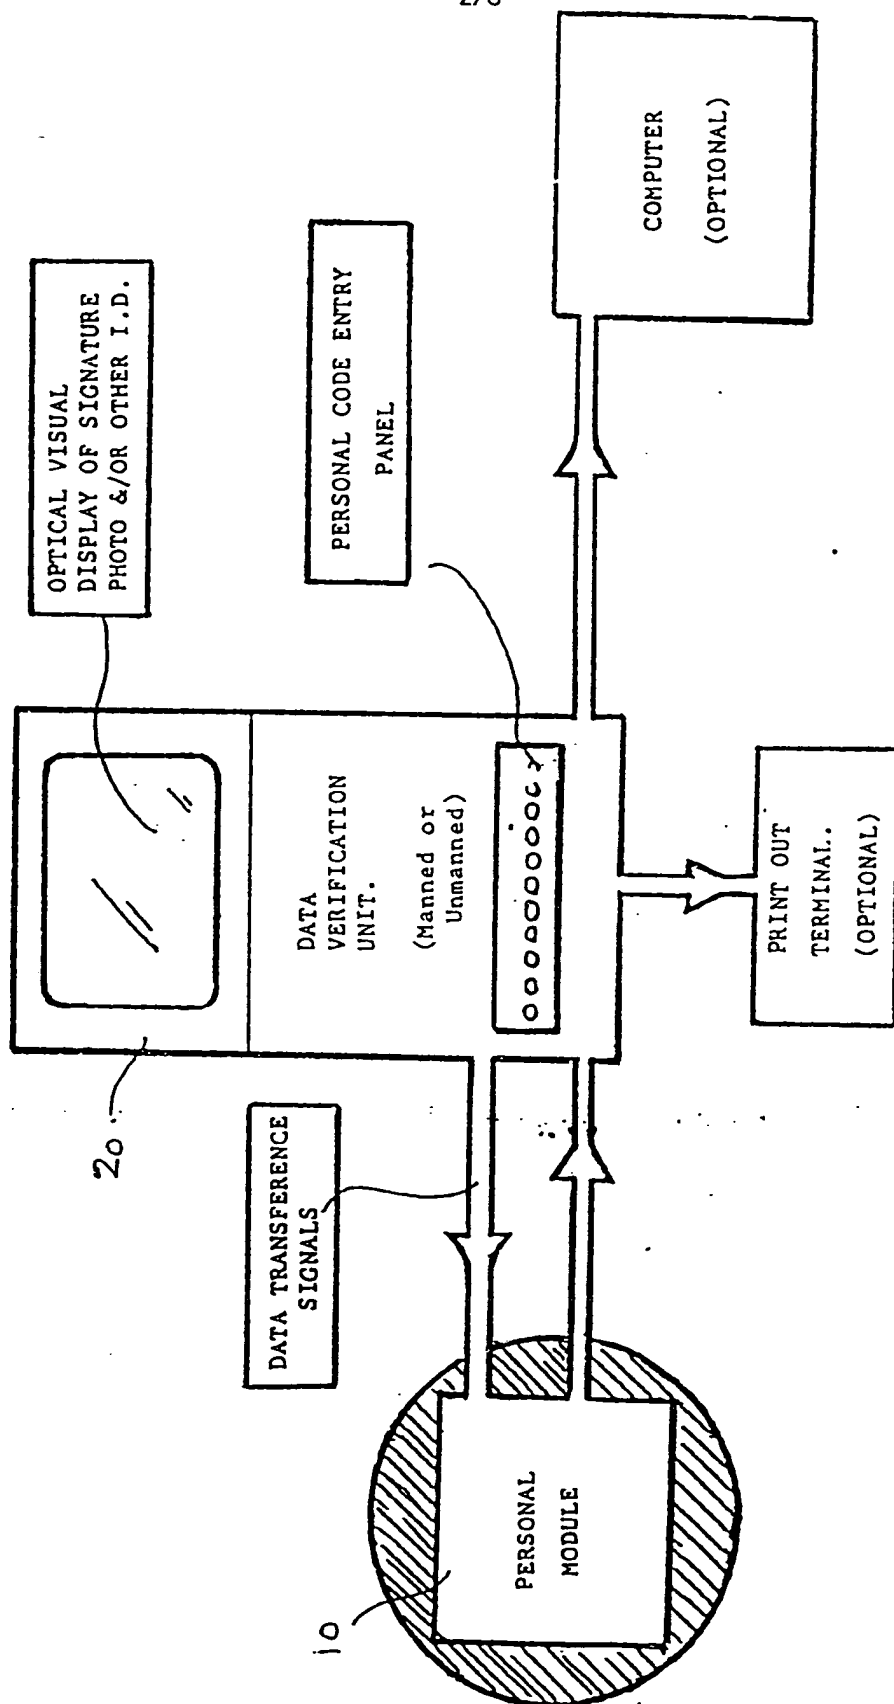 OPTICAL VISUAL
DISPLAY OF SIGNATURE
PHOTO &/OR OTHER I.D.
20
DATA TRANSFERENCE
SIGNALS
DATA
VERIFICATION
UNIT.
(Manned or
Unmanned)
PERSONAL CODE ENTRY
PANEL
10
PERSONAL
MODULE
COMPUTER
(OPTIONAL)
PRINT OUT
TERMINAL.
(OPTIONAL)